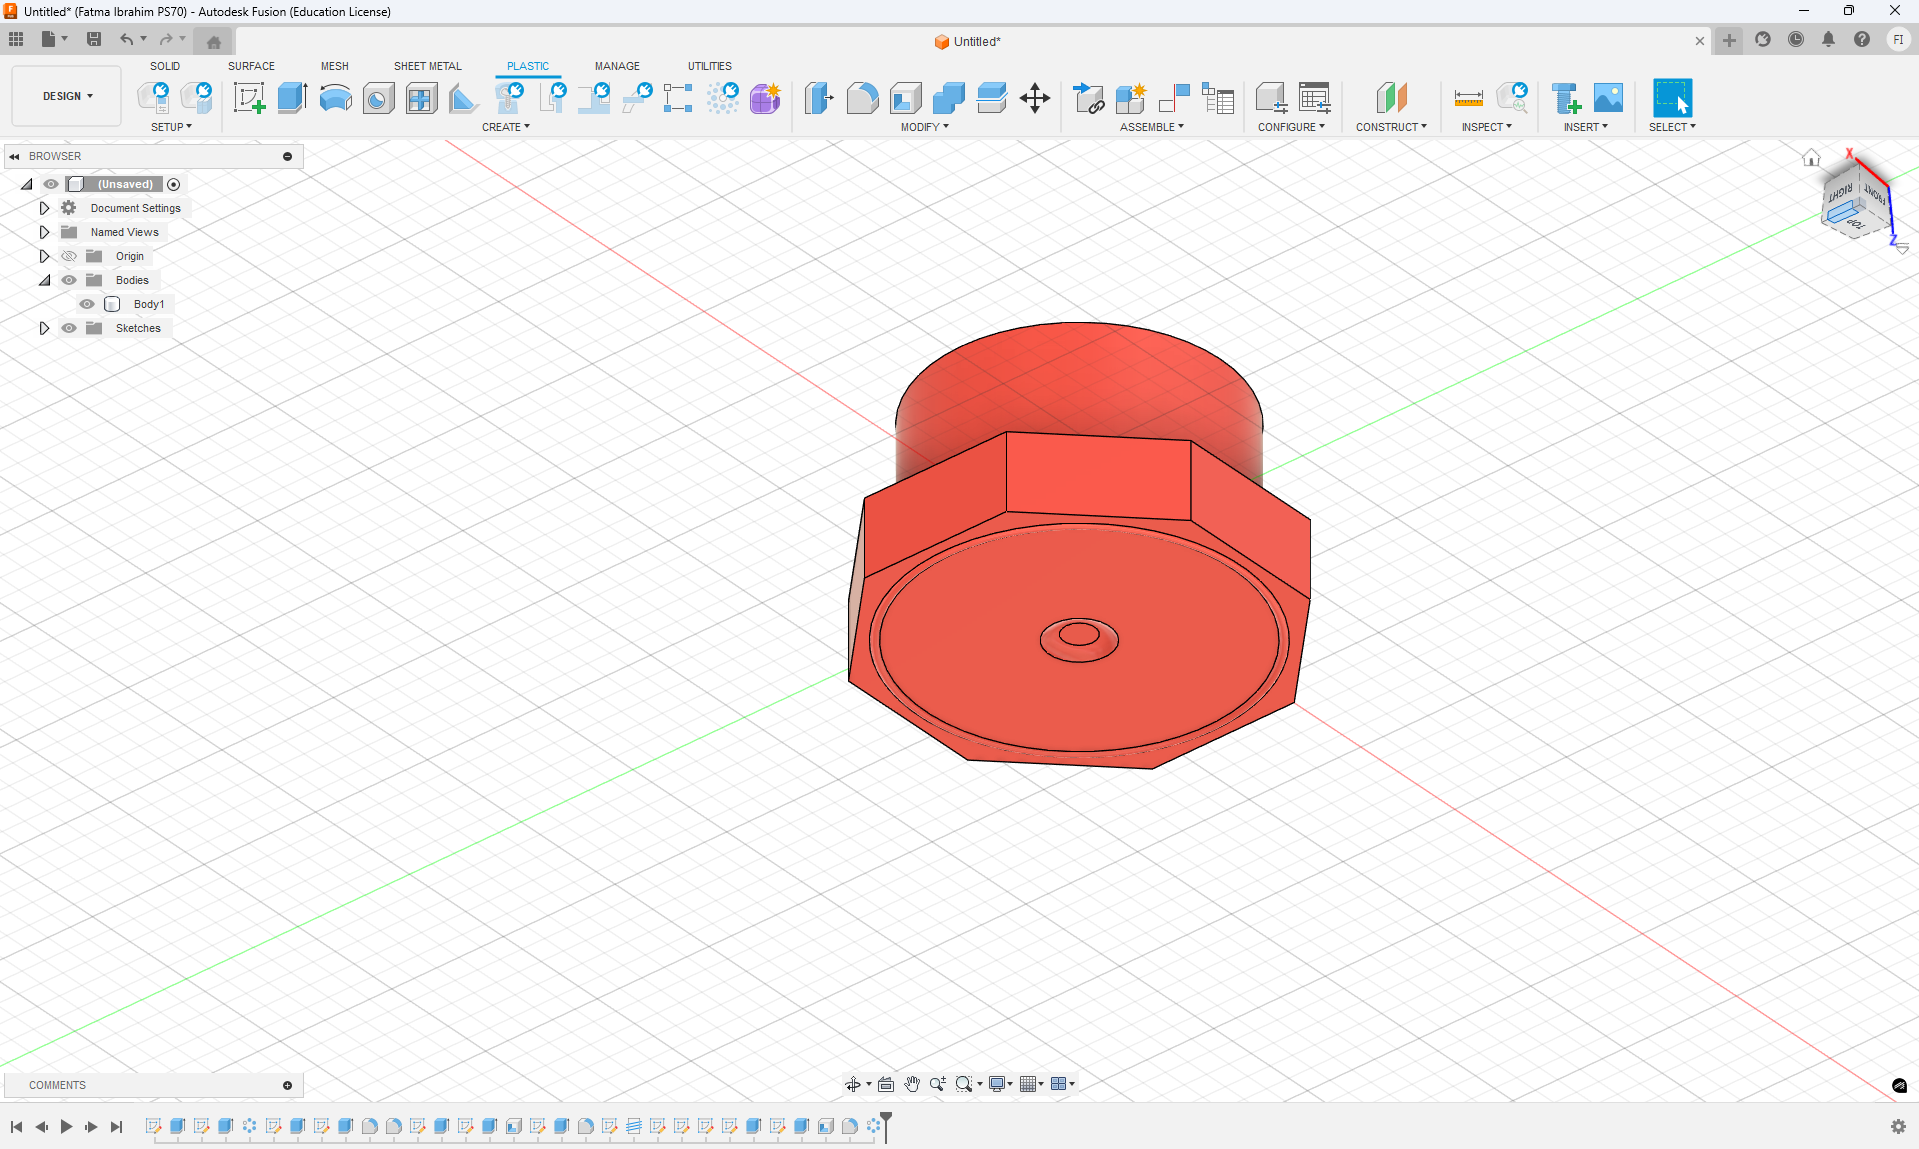 Untitled* (Fatma Ibrahim PS70) - Autodesk Fusion (Education License)
Untitled*
FI
SOLID SURFACE MESH SHEET METAL PLASTIC MANAGE UTILITIES
DESIGN
SETUP CREATE MODIFY ASSEMBLE CONFIGURE CONSTRUCT INSPECT INSERT SELECT
BROWSER
(Unsaved)
Document Settings
Named Views
Origin
Bodies
Body1
Sketches
X
RIGHT
FRONT
TOP
Z
COMMENTS